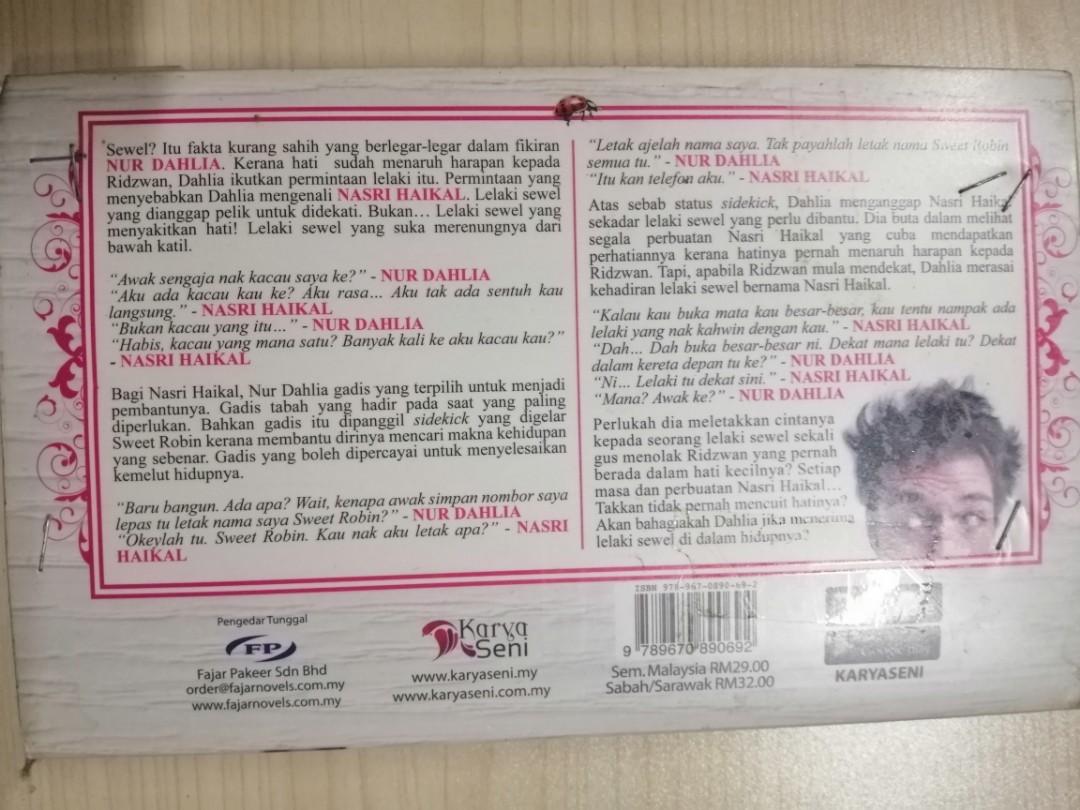 Sewel? Itu fakta kurang sahih yang berlegar-legar dalam fikiran
NUR DAHLIA. Kerana hati sudah menaruh harapan kepada
Ridzwan, Dahlia ikutkan permintaan lelaki itu. Permintaan yang
menyebabkan Dahlia mengenali NASRI HAIKAL. Lelaki sewel
yang dianggap pelik untuk didekati. Bukan... Lelaki sewel yang
menyakitkan hati! Lelaki sewel yang suka merenungnya dari
bawah katil.
“Awak sengaja nak kacau saya ke?” - NUR DAHLIA
“Aku ada kacau kau ke? Aku rasa... Aku tak ada sentuh kau
langsung.” - NASRI HAIKAL
“Bukan kacau yang itu...” - NUR DAHLIA
“Habis, kacau yang mana satu? Banyak kali ke aku kacau kau?”
- NASRI HAIKAL
Bagi Nasri Haikal, Nur Dahlia gadis yang terpilih untuk menjadi
pembantunya. Gadis tabah yang hadir pada saat yang paling
diperlukan. Bahkan gadis itu dipanggil sidekick yang digelar
Sweet Robin kerana membantu dirinya mencari makna kehidupan
yang sebenar. Gadis yang boleh dipercayai untuk menyelesaikan
kemelut hidupnya.
“Baru bangun. Ada apa? Wait, kenapa awak simpan nombor saya
lepas tu letak nama saya Sweet Robin?” - NUR DAHLIA
“Okeylah tu. Sweet Robin. Kau nak aku letak apa?” - NASRI
HAIKAL
“Letak ajelah nama saya. Tak payahlah letak nama Sweet Robin
semua tu.” - NUR DAHLIA
“Itu kan telefon aku.” - NASRI HAIKAL
Atas sebab status sidekick, Dahlia menganggap Nasri Haikal
sekadar lelaki sewel yang perlu dibantu. Dia buta dalam melihat
segala perbuatan Nasri Haikal yang cuba mendapatkan
perhatiannya kerana hatinya pernah menaruh harapan kepada
Ridzwan. Tapi, apabila Ridzwan mula mendekat, Dahlia merasai
kehadiran lelaki sewel bernama Nasri Haikal.
“Kalau kau buka mata kau besar-besar, kau tentu nampak ada
lelaki yang nak kahwin dengan kau.” - NASRI HAIKAL
“Dah... Dah buka besar-besar ni. Dekat mana lelaki tu? Dekat
dalam kereta depan tu ke?” - NUR DAHLIA
“Ni... Lelaki tu dekat sini.” - NASRI HAIKAL
“Mana? Awak ke?” - NUR DAHLIA
Perlukah dia meletakkan cintanya
kepada seorang lelaki sewel sekali
gus menolak Ridzwan yang pernah
berada dalam hati kecilnya? Setiap
masa dan perbuatan Nasri Haikal...
Takkan tidak pernah mencuit hatinya?
Akan bahagiakah Dahlia jika menerima
lelaki sewel di dalam hidupnya?
Pengedar Tunggal
FP
Fajar Pakeer Sdn Bhd
order@fajarnovels.com.my
www.fajarnovels.com.my
Karya
Seni
www.karyaseni.my
www.karyaseni.com.my
ISBN 978-967-0890-69-2
9 789670 890692
Sem. Malaysia RM29.00
Sabah/Sarawak RM32.00
KARYASENI